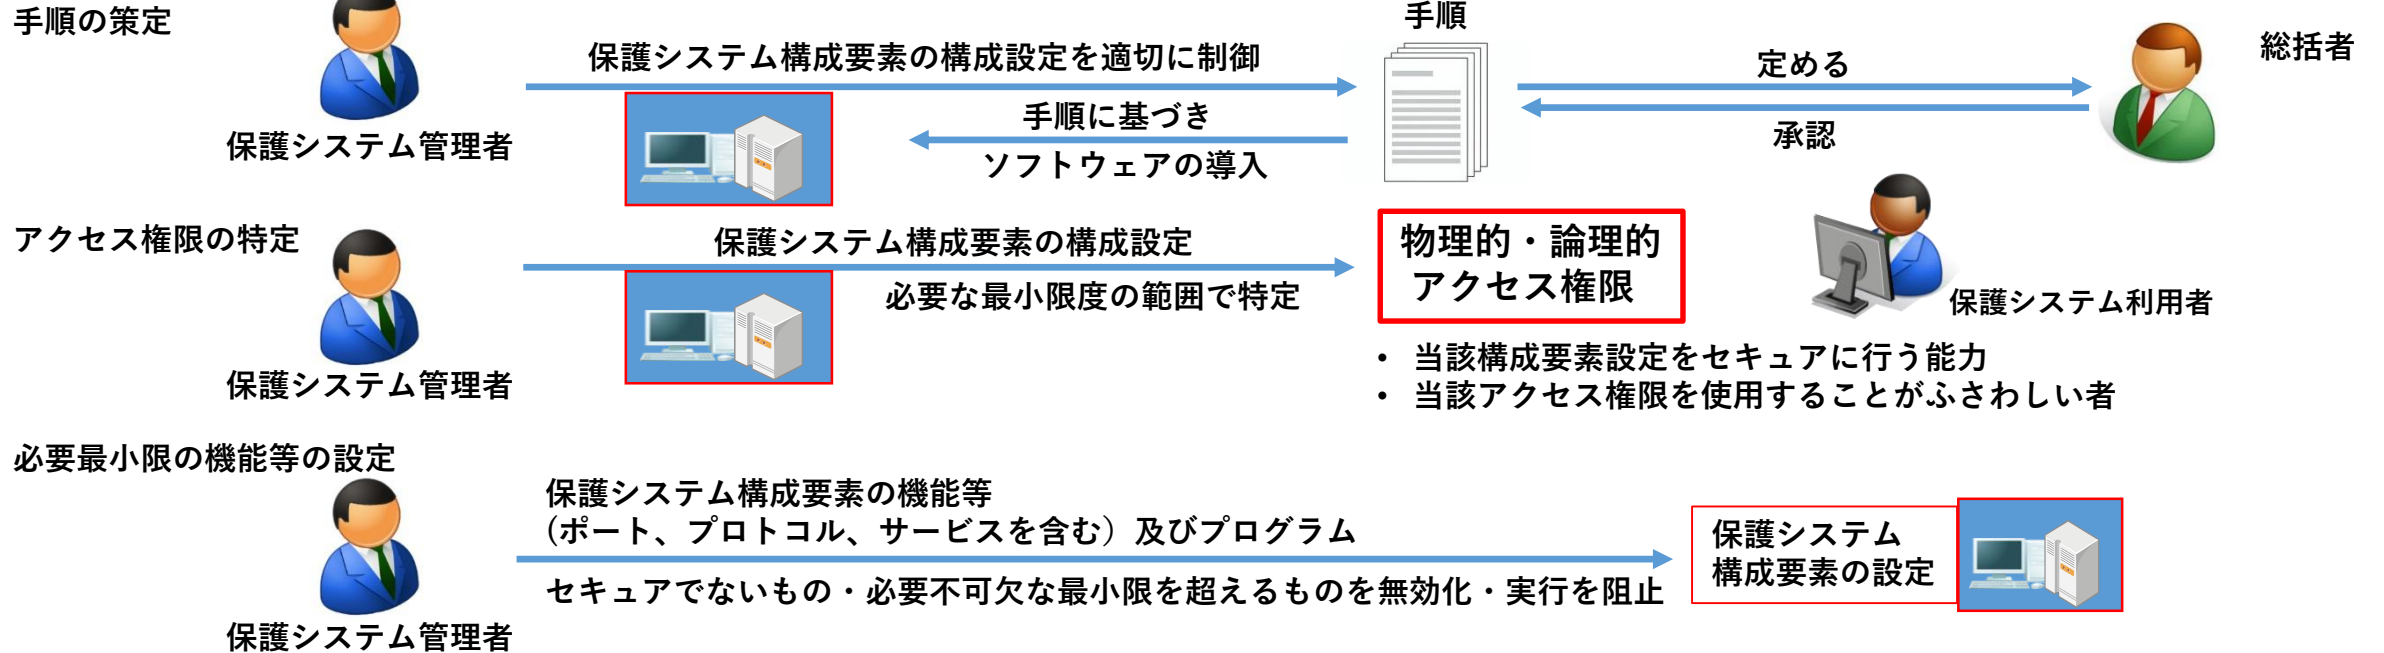 手順の策定
手順
保護システム構成要素の構成設定を適切に制御
定める
総括者
手順に基づき
承認
保護システム管理者
ソフトウェアの導入
アクセス権限の特定
保護システム構成要素の構成設定
物理的・論理的
アクセス権限
必要な最小限度の範囲で特定
保護システム利用者
保護システム管理者
• 当該構成要素設定をセキュアに行う能力
• 当該アクセス権限を使用することがふさわしい者
必要最小限の機能等の設定
保護システム構成要素の機能等
(ポート、プロトコル、サービスを含む）及びプログラム
保護システム
構成要素の設定
セキュアでないもの・必要不可欠な最小限を超えるものを無効化・実行を阻止
保護システム管理者